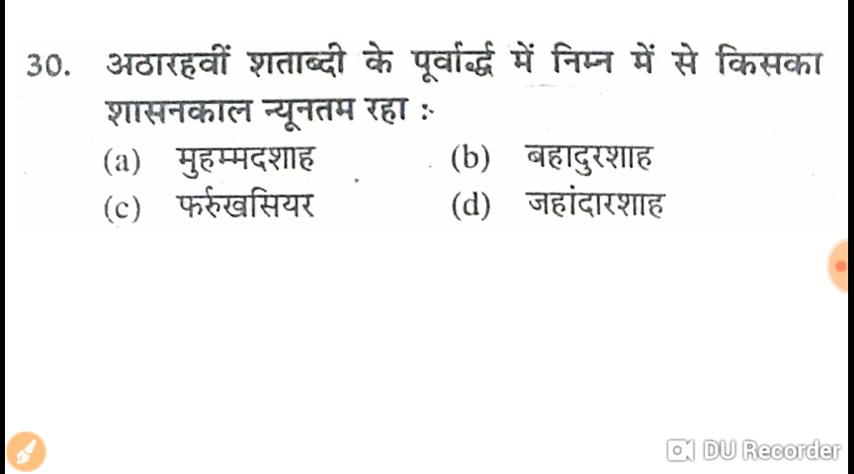 30. अठारहवीं शताब्दी के पूर्वार्द्ध में निम्न में से किसका
शासनकाल न्यूनतम रहा :-
(a) मुहम्मदशाह (b) बहादुरशाह
(c) फर्रुखसियर (d) जहांदारशाह
DU Recorder